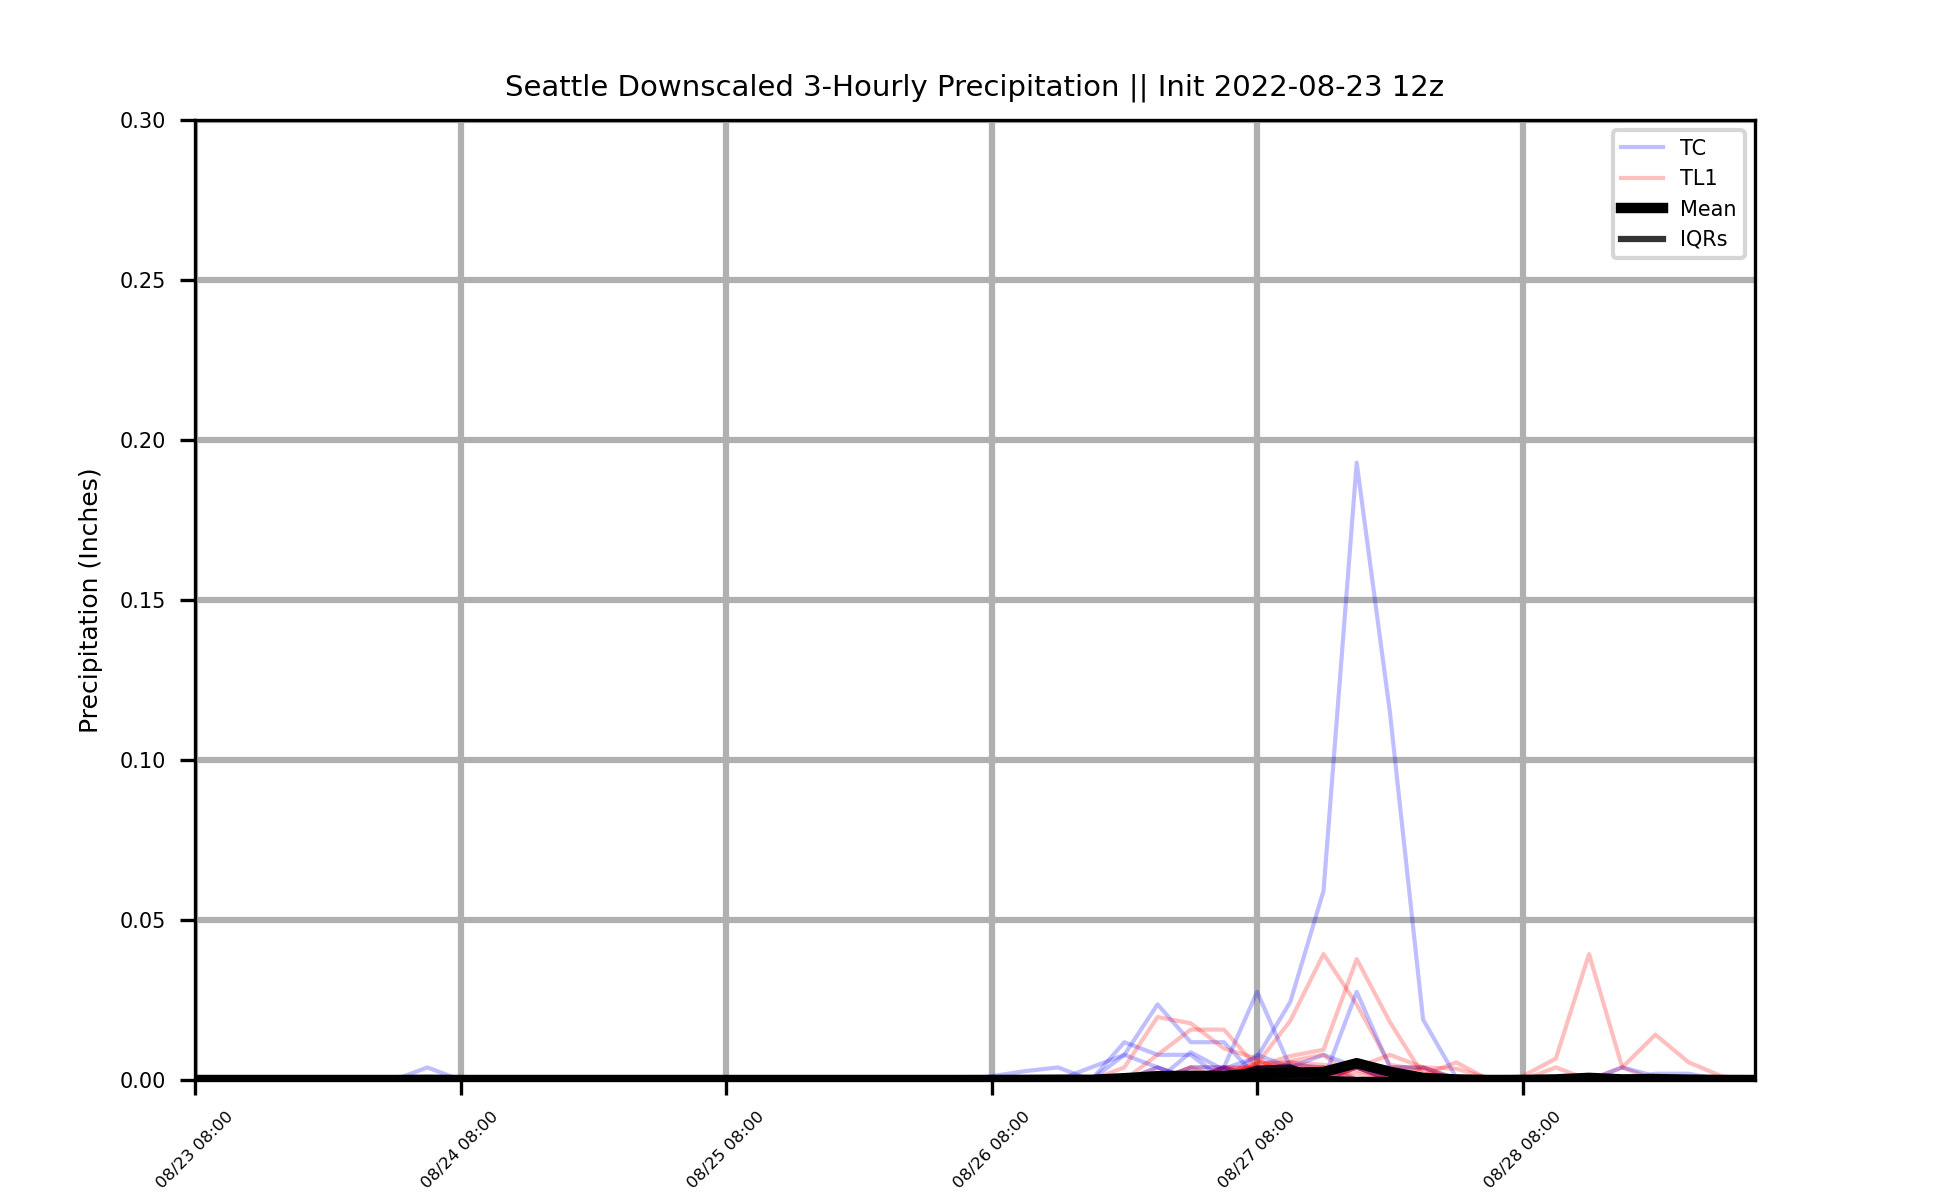 Seattle Downscaled 3-Hourly Precipitation || Init 2022-08-23 12z
0.30
0.25
0.20
0.15
0.10
0.05
0.00
Precipitation (Inches)
TC
TL1
Mean
IQRs
08/23 08:00
08/24 08:00
08/25 08:00
08/26 08:00
08/27 08:00
08/28 08:00